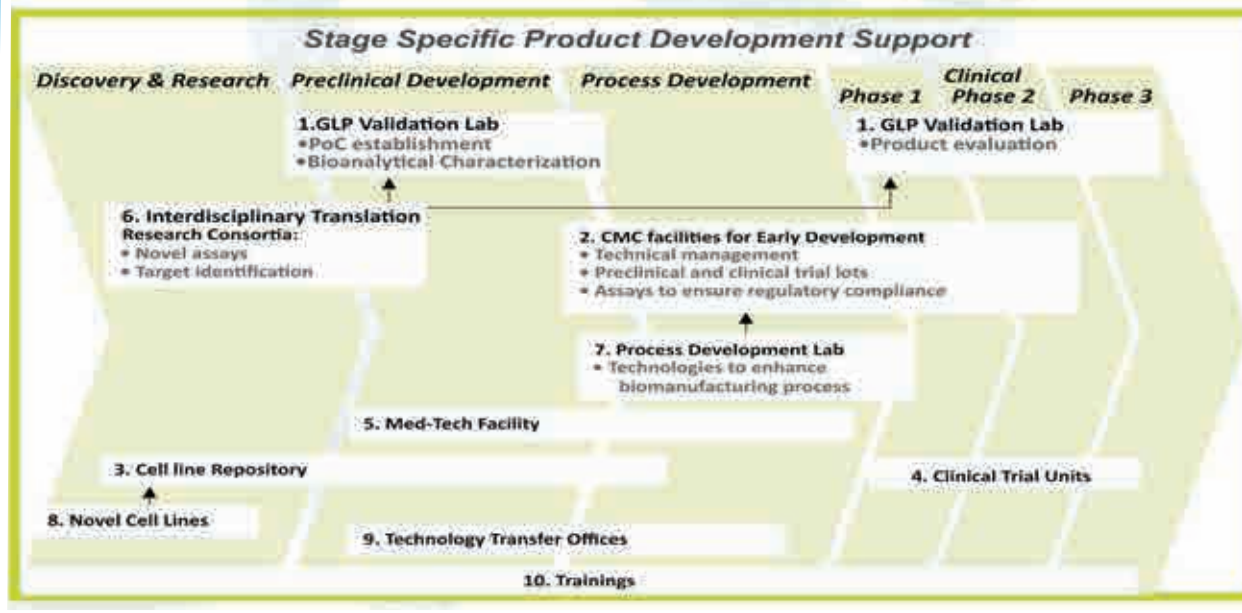 Stage Specific Product Development Support
Discovery & Research
Preclinical Development
Process Development
Clinical
Phase 1
Phase 2
Phase 3
1.GLP Validation Lab
•PoC establishment
•Bioanalytical Characterization
1. GLP Validation Lab
•Product evaluation
6. Interdisciplinary Translation
Research Consortia:
• Novel assays
• Target identification
2. CMC facilities for Early Development
• Technical management
• Preclinical and clinical trial lots
• Assays to ensure regulatory compliance
7. Process Development Lab
• Technologies to enhance
biomanufacturing process
5. Med-Tech Facility
3. Cell line Repository
4. Clinical Trial Units
8. Novel Cell Lines
9. Technology Transfer Offices
10. Trainings